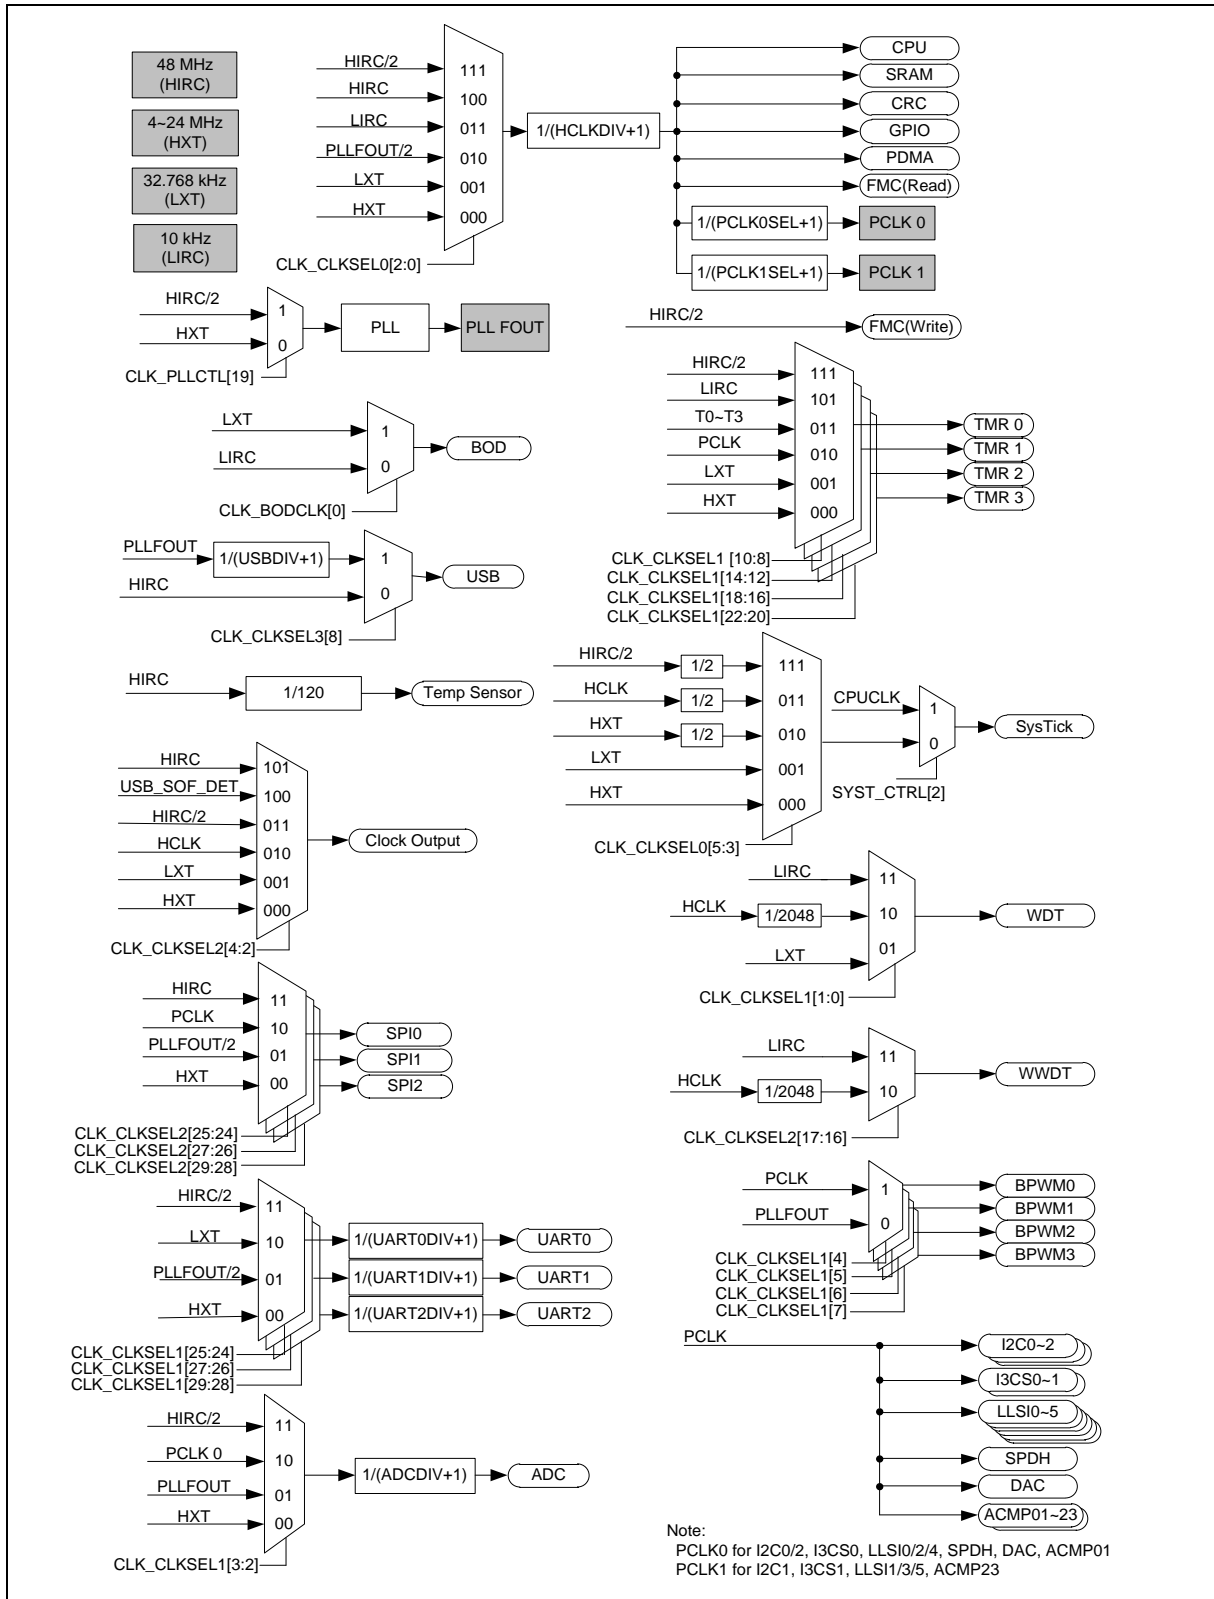 48 MHz
(HIRC)
4~24 MHz
(HXT)
32.768 kHz
(LXT)
10 kHz
(LIRC)
HIRC/2
HIRC
LIRC
PLLFOUT/2
LXT
HXT
111
100
011
010
001
000
CLK_CLKSEL0[2:0]
1/(HCLKDIV+1)
CPU
SRAM
CRC
GPIO
PDMA
FMC(Read)
1/(PCLK0SEL+1)
PCLK 0
1/(PCLK1SEL+1)
PCLK 1
HIRC/2
HXT
1
0
CLK_PLLCTL[19]
PLL
PLL FOUT
HIRC/2
FMC(Write)
LXT
LIRC
1
0
CLK_BODCLK[0]
BOD
HIRC/2
LIRC
T0~T3
PCLK
LXT
HXT
111
101
011
010
001
000
TMR 0
TMR 1
TMR 2
TMR 3
CLK_CLKSEL1 [10:8]
CLK_CLKSEL1[14:12]
CLK_CLKSEL1[18:16]
CLK_CLKSEL1[22:20]
PLLFOUT
1/(USBDIV+1)
HIRC
1
0
CLK_CLKSEL3[8]
USB
HIRC
1/120
Temp Sensor
HIRC/2
1/2
HCLK
1/2
HXT
1/2
LXT
HXT
111
011
010
001
000
CLK_CLKSEL0[5:3]
CPUCLK
1
0
SYST_CTRL[2]
SysTick
HIRC
USB_SOF_DET
HIRC/2
HCLK
LXT
HXT
101
100
011
010
001
000
CLK_CLKSEL2[4:2]
Clock Output
LIRC
HCLK
1/2048
LXT
11
10
01
CLK_CLKSEL1[1:0]
WDT
HIRC
PCLK
PLLFOUT/2
HXT
11
10
01
00
SPI0
SPI1
SPI2
CLK_CLKSEL2[25:24]
CLK_CLKSEL2[27:26]
CLK_CLKSEL2[29:28]
LIRC
HCLK
1/2048
11
10
CLK_CLKSEL2[17:16]
WWDT
HIRC/2
LXT
PLLFOUT/2
HXT
11
10
01
00
1/(UART0DIV+1)
UART0
1/(UART1DIV+1)
UART1
1/(UART2DIV+1)
UART2
CLK_CLKSEL1[25:24]
CLK_CLKSEL1[27:26]
CLK_CLKSEL1[29:28]
PCLK
PLLFOUT
1
0
BPWM0
BPWM1
BPWM2
BPWM3
CLK_CLKSEL1[4]
CLK_CLKSEL1[5]
CLK_CLKSEL1[6]
CLK_CLKSEL1[7]
HIRC/2
PCLK 0
PLLFOUT
HXT
11
10
01
00
CLK_CLKSEL1[3:2]
1/(ADCDIV+1)
ADC
PCLK
I2C0~2
I3CS0~1
LLSI0~5
SPDH
DAC
ACMP01~23
Note:
PCLK0 for I2C0/2, I3CS0, LLSI0/2/4, SPDH, DAC, ACMP01
PCLK1 for I2C1, I3CS1, LLSI1/3/5, ACMP23